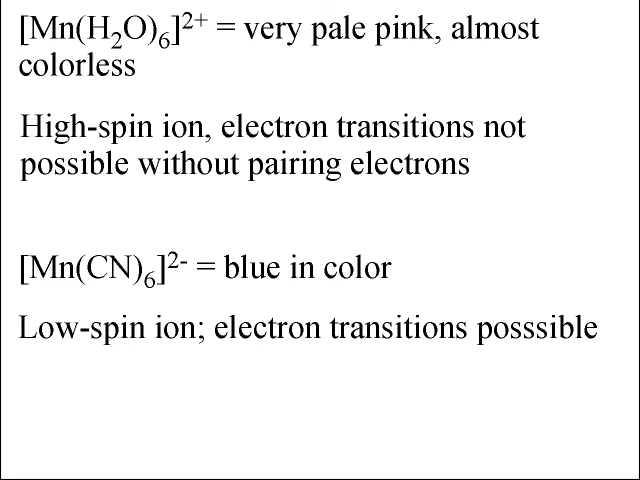 [Mn(H₂O)₆]²⁺ = very pale pink, almost
colorless
High-spin ion, electron transitions not
possible without pairing electrons
[Mn(CN)₆]²⁻ = blue in color
Low-spin ion; electron transitions posssible